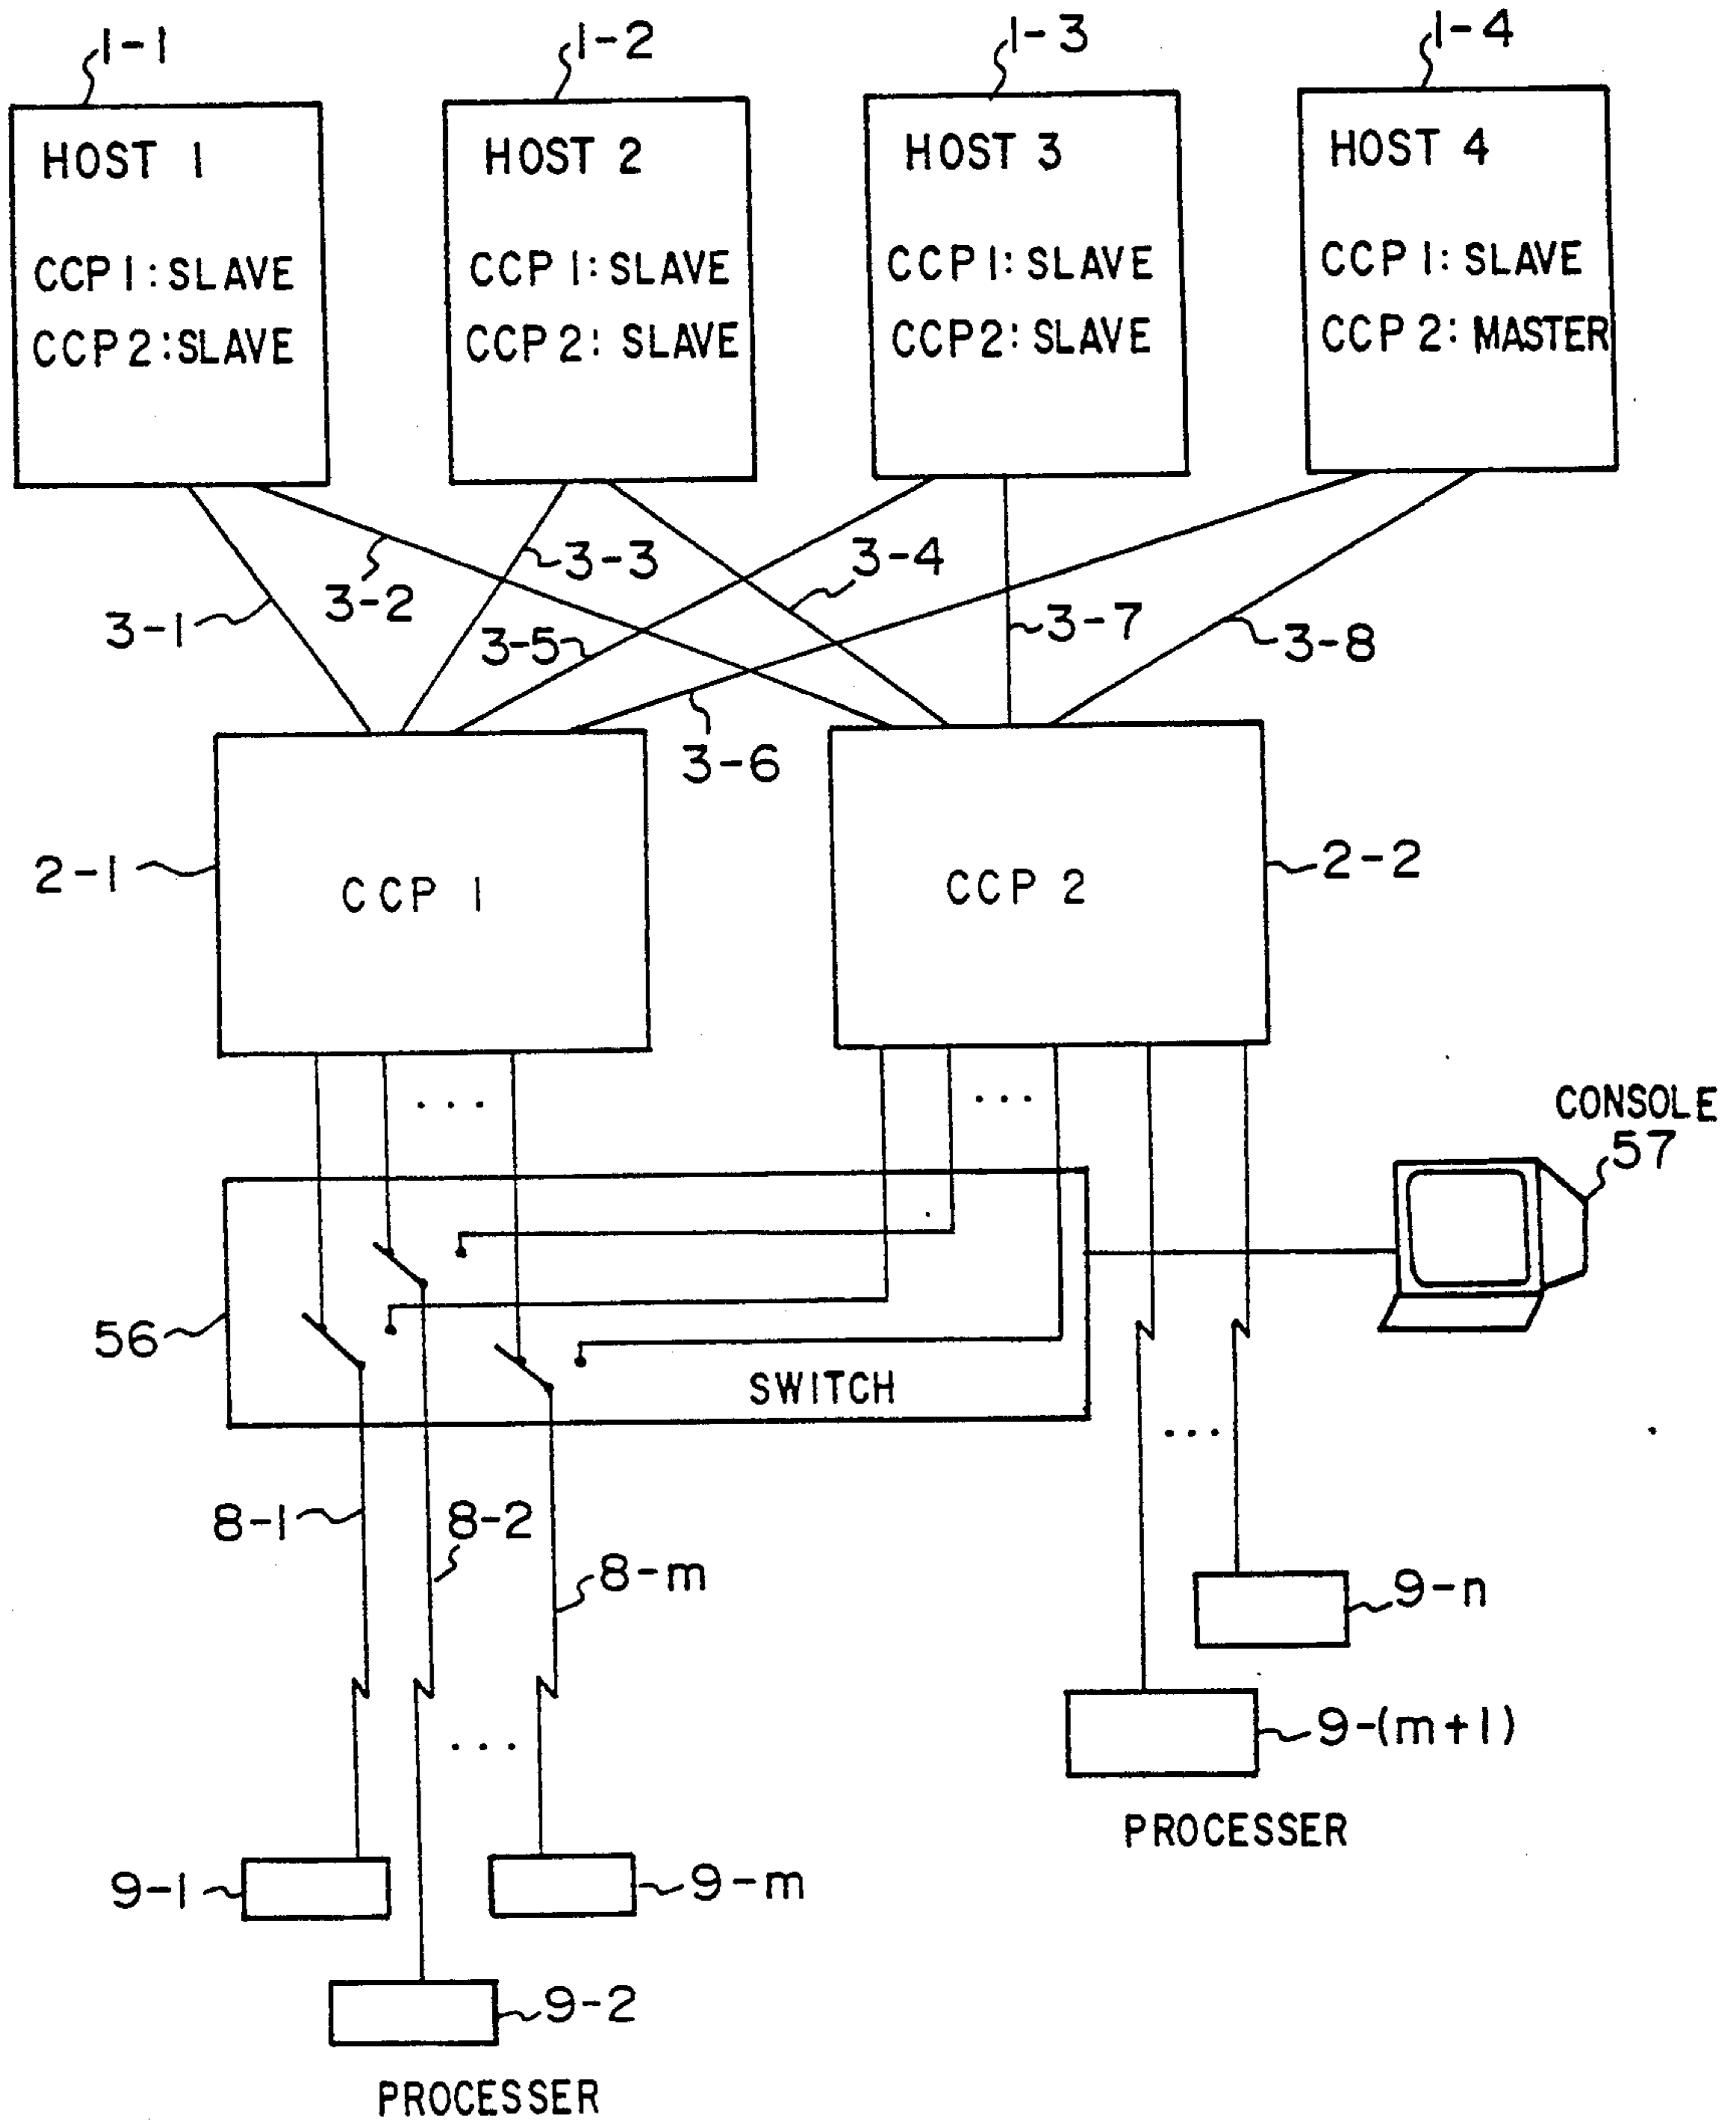 1-1
1-2
1-3
1-4
HOST 1
CCP 1: SLAVE
CCP 2: SLAVE
HOST 2
CCP 1: SLAVE
CCP 2: SLAVE
HOST 3
CCP 1: SLAVE
CCP 2: SLAVE
HOST 4
CCP 1: SLAVE
CCP 2: MASTER
3-1
3-2
3-3
3-5
3-4
3-7
3-8
3-6
2-1
CCP 1
CCP 2
2-2
...
...
CONSOLE
57
56
SWITCH
...
8-1
8-2
8-m
9-n
9-(m+1)
PROCESSER
...
9-1
9-m
9-2
PROCESSER